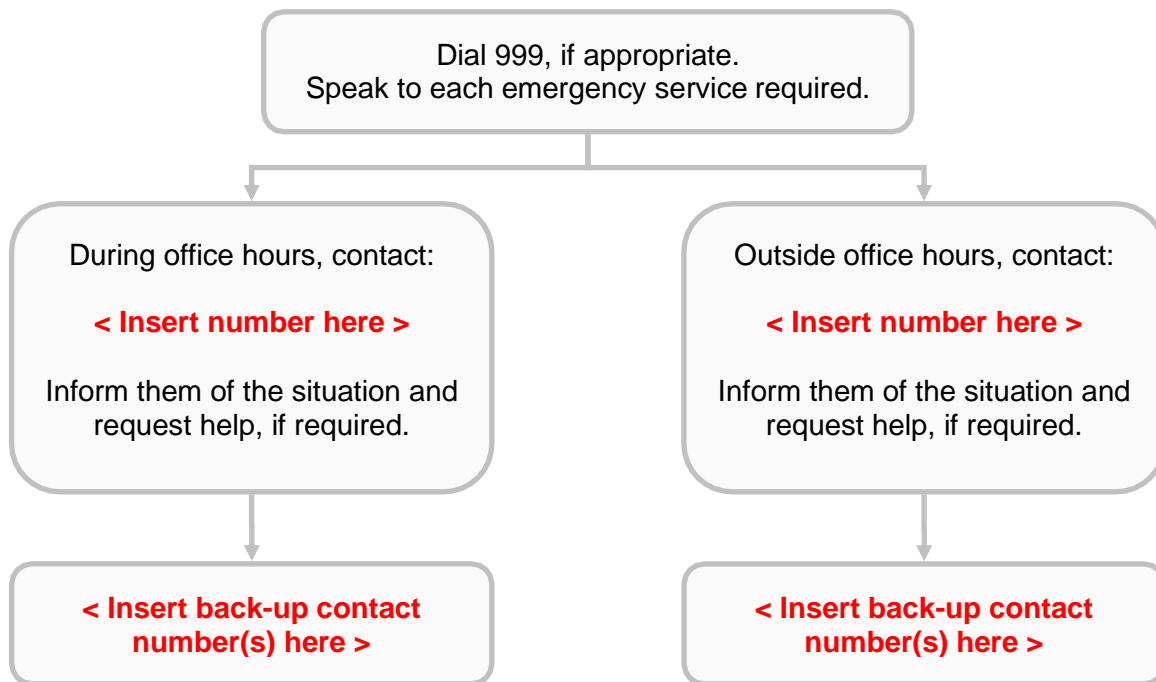 Dial 999, if appropriate.
Speak to each emergency service required.
During office hours, contact:
< Insert number here >
Inform them of the situation and
request help, if required.
Outside office hours, contact:
< Insert number here >
Inform them of the situation and
request help, if required.
< Insert back-up contact
number(s) here >
< Insert back-up contact
number(s) here >